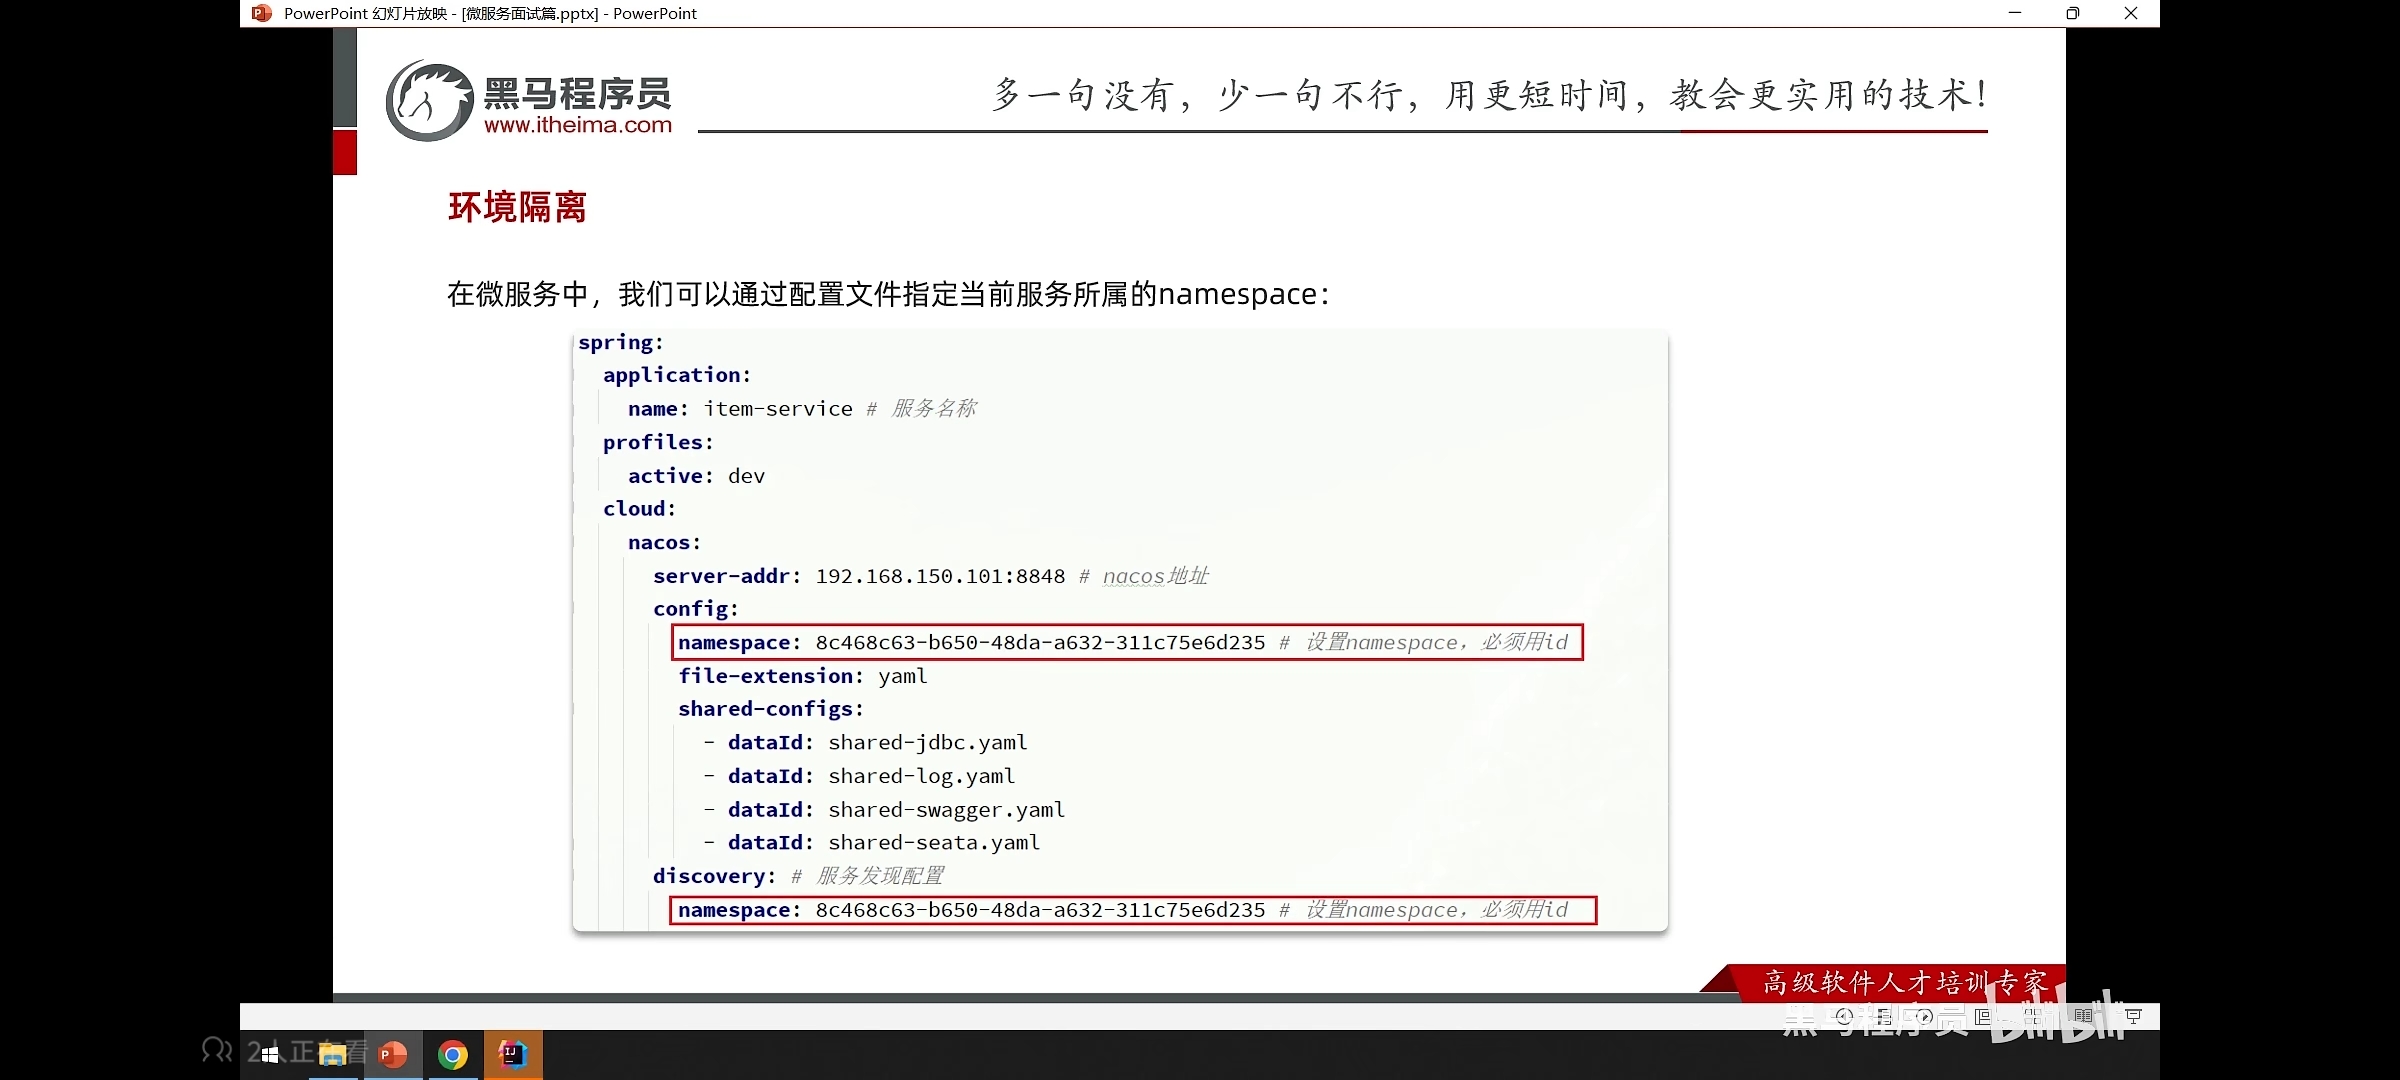 PowerPoint 幻灯片放映 - [微服务面试篇.pptx] - PowerPoint
黑马程序员
www.itheima.com
多一句没有，少一句不行，用更短时间，教会更实用的技术！
环境隔离
在微服务中，我们可以通过配置文件指定当前服务所属的namespace：
spring:
application:
name: item-service # 服务名称
profiles:
active: dev
cloud:
nacos:
server-addr: 192.168.150.101:8848 # nacos地址
config:
namespace: 8c468c63-b650-48da-a632-311c75e6d235 # 设置namespace，必须用id
file-extension: yaml
shared-configs:
- dataId: shared-jdbc.yaml
- dataId: shared-log.yaml
- dataId: shared-swagger.yaml
- dataId: shared-seata.yaml
discovery: # 服务发现配置
namespace: 8c468c63-b650-48da-a632-311c75e6d235 # 设置namespace，必须用id
高级软件人才培训专家
黑马程序员 bilibili
2人正在看